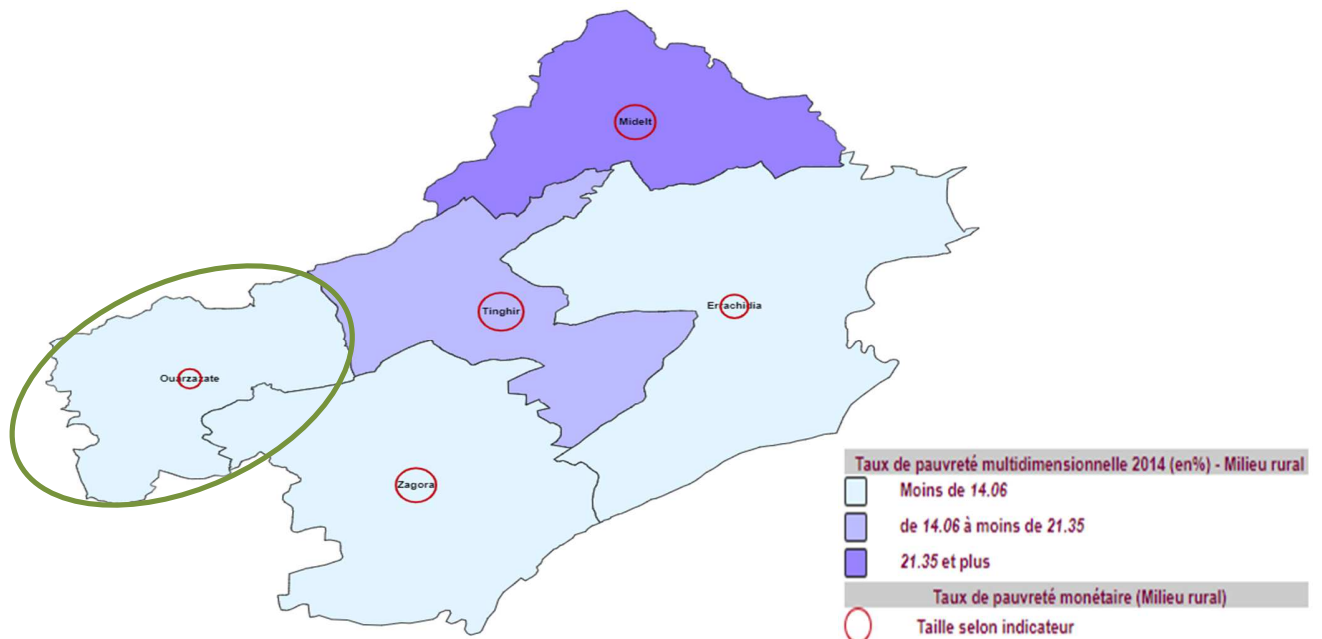 Midelt
Errachidia
Tinghir
Ouarzazate
Zagora
Taux de pauvreté multidimensionnelle 2014 (en%) - Milieu rural
Moins de 14.06
de 14.06 à moins de 21.35
21.35 et plus
Taux de pauvreté monétaire (Milieu rural)
Taille selon indicateur